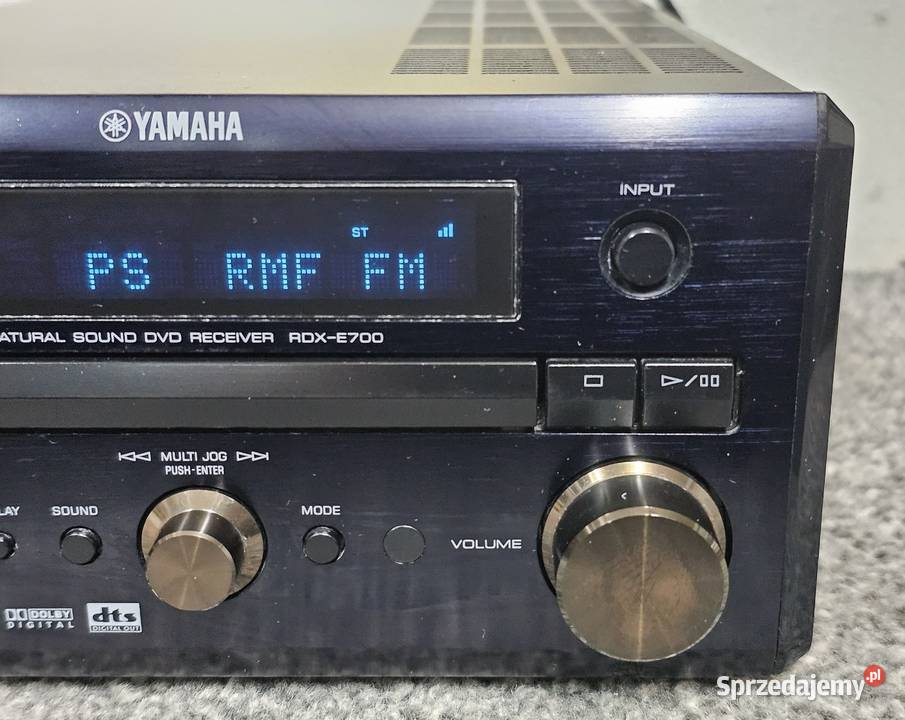 YAMAHA
INPUT
ST
PS RMF FM
ATURAL SOUND DVD RECEIVER RDX-E700
MULTI JOG
PUSH-ENTER
LAY
SOUND
MODE
VOLUME
DOLBY
DIGITAL
dts
DIGITAL OUT
Sprzedajemy.pl